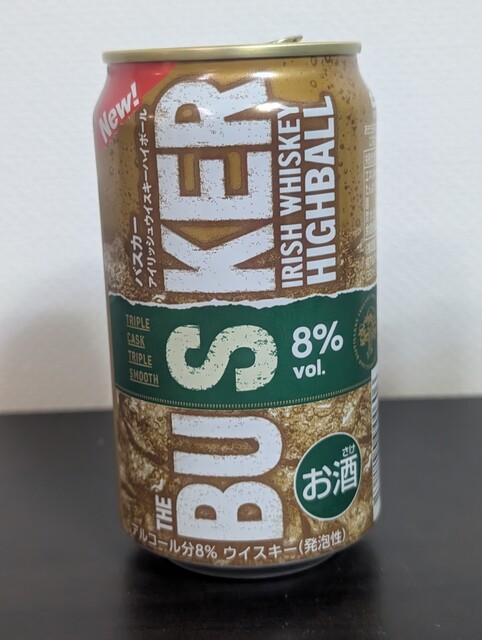 New!
バスカー
アイリッシュウイスキーハイボール
THE
BUSKER
IRISH WHISKEY
HIGHBALL
TRIPLE
CASK
TRIPLE
SMOOTH
8%
vol.
さけ
お酒
アルコール分8% ウイスキー(発泡性)